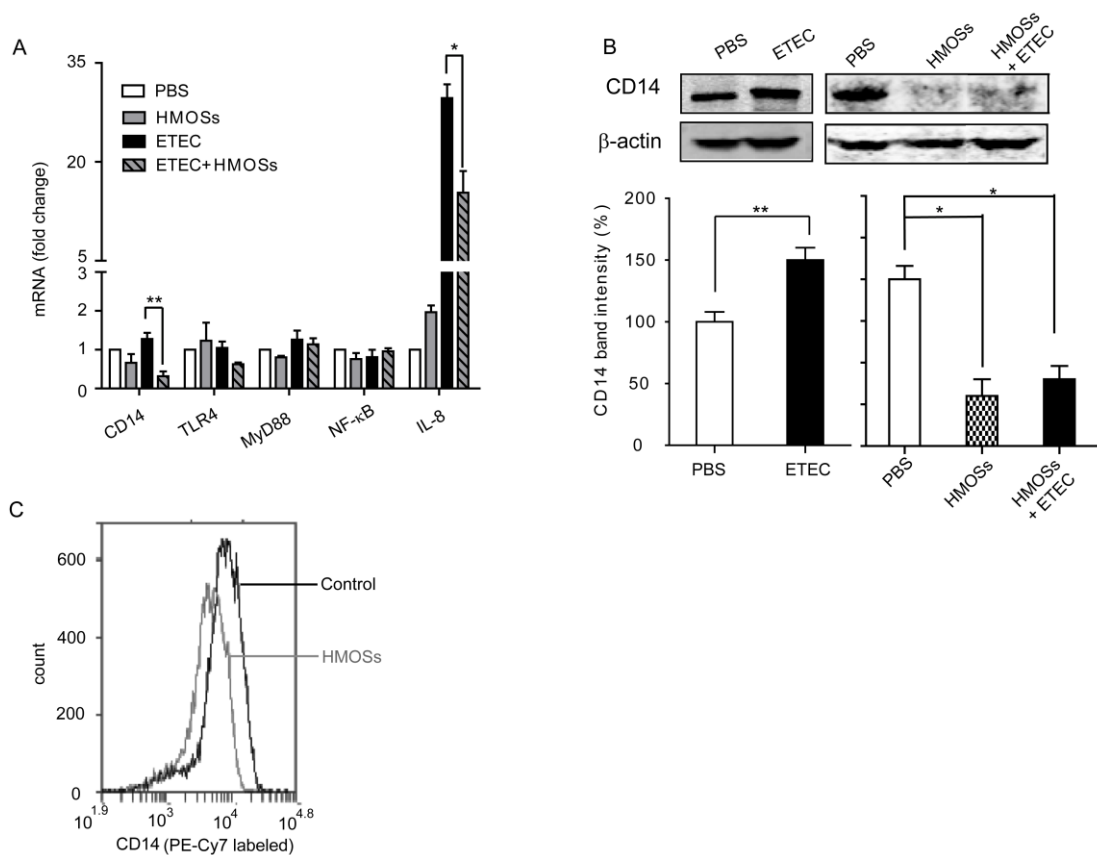 A
35
20
5
3
2
1
0
mRNA (fold change)
PBS
HMOSs
ETEC
ETEC+HMOSs
**
*
CD14
TLR4
MyD88
NF-κB
IL-8
B
PBS
ETEC
PBS
HMOSs
HMOSs
+ ETEC
CD14
β-actin
200
150
100
50
0
CD14 band intensity (%)
**
*
*
PBS
ETEC
PBS
HMOSs
HMOSs
+ ETEC
C
600
400
200
0
count
Control
HMOSs
10^1.9
10^3
10^4
10^4.8
CD14 (PE-Cy7 labeled)